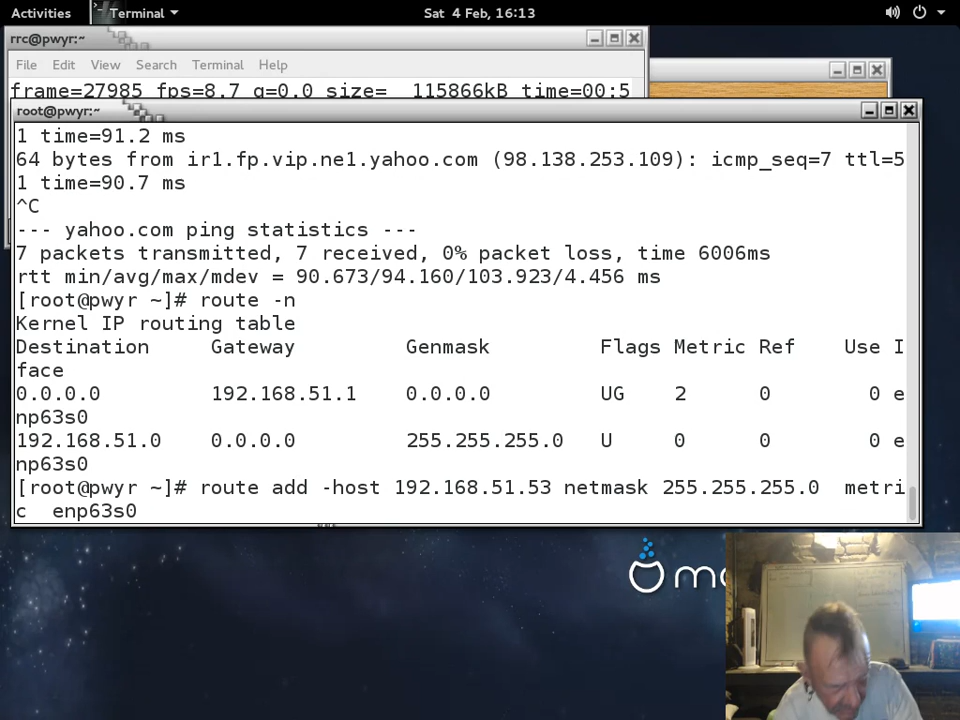 Activities Terminal Sat 4 Feb, 16:13
rrc@pwyr:~
File Edit View Search Terminal Help
frame=27985 fps=8.7 q=0.0 size= 115866kB time=00:5
root@pwyr:~
1 time=91.2 ms
64 bytes from ir1.fp.vip.ne1.yahoo.com (98.138.253.109): icmp_seq=7 ttl=5
1 time=90.7 ms
^C
--- yahoo.com ping statistics ---
7 packets transmitted, 7 received, 0% packet loss, time 6006ms
rtt min/avg/max/mdev = 90.673/94.160/103.923/4.456 ms
[root@pwyr ~]# route -n
Kernel IP routing table
Destination Gateway Genmask Flags Metric Ref Use I
face
0.0.0.0 192.168.51.1 0.0.0.0 UG 2 0 0 e
np63s0
192.168.51.0 0.0.0.0 255.255.255.0 U 0 0 0 e
np63s0
[root@pwyr ~]# route add -host 192.168.51.53 netmask 255.255.255.0 metri
c enp63s0